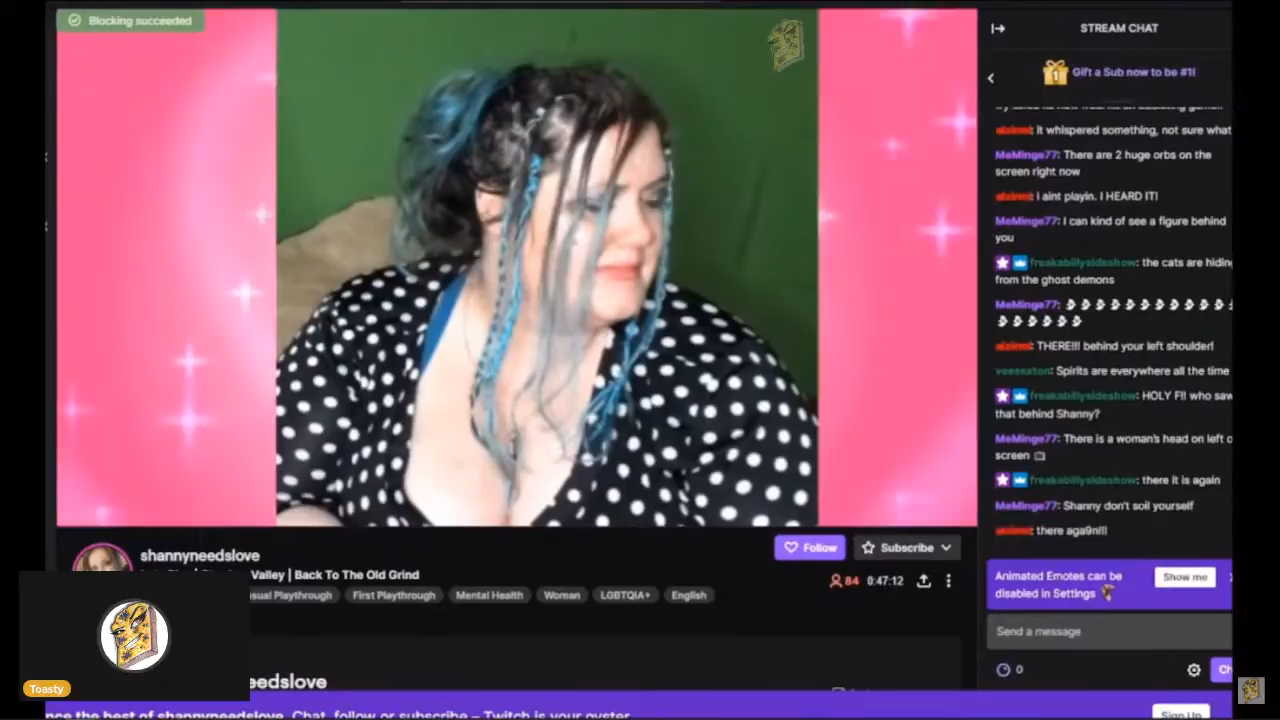 Blocking succeeded
STREAM CHAT
Gift a Sub now to be #1!
it whispered something, not sure what
MeMinge77: There are 2 huge orbs on the
screen right now
i aint playin. I HEARD IT!
MeMinge77: I can kind of see a figure behind
you
freakabillysideshow: the cats are hiding
from the ghost demons
MeMinge77:
THERE!!! behind your left shoulder!
veesexton: Spirits are everywhere all the time
freakabillysideshow: HOLY F!! who saw
that behind Shanny?
MeMinge77: There is a woman's head on left o
screen
freakabillysideshow: there it is again
MeMinge77: Shanny don't soil yourself
there aga9n!!!
shannyneedslove
Follow
Subscribe
Valley | Back To The Old Grind
84
0:47:12
sual Playthrough
First Playthrough
Mental Health
Woman
LGBTQIA+
English
Animated Emotes can be
disabled in Settings
Show me
Send a message
0
Ch
Toasty
eedslove
nce the best of shannyneedslove. Chat, follow or subscribe – Twitch is your oyster.
Sign Up